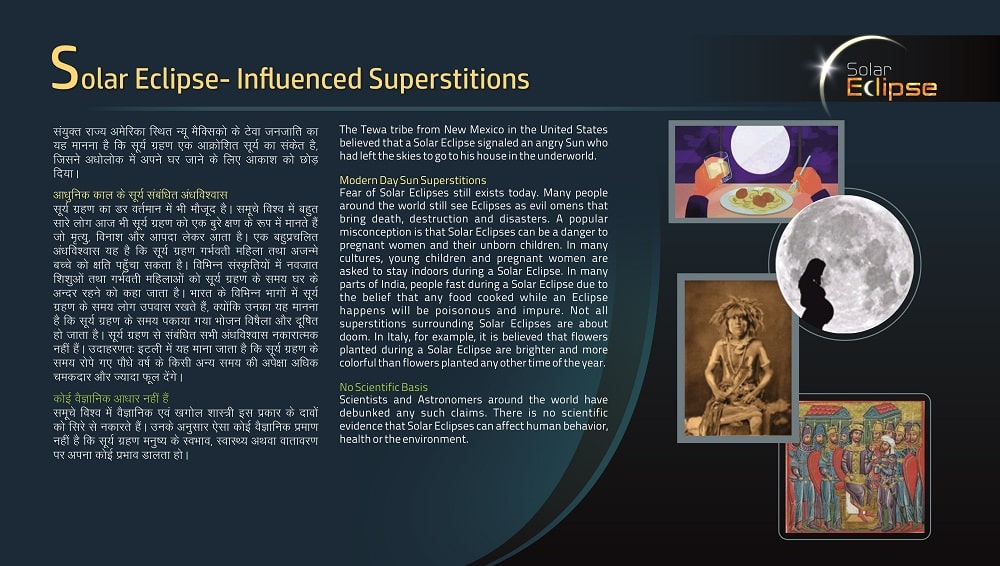 Solar Eclipse- Influenced Superstitions
Solar
Eclipse
संयुक्त राज्य अमेरिका स्थित न्यू मैक्सिको के टेवा जनजाति का
यह मानना है कि सूर्य ग्रहण एक आक्रोशित सूर्य का संकेत है,
जिसने अधोलोक में अपने घर जाने के लिए आकाश को छोड़
दिया।
आधुनिक काल के सूर्य संबंधित अंधविश्वास
सूर्य ग्रहण का डर वर्तमान में भी मौजूद है। समूचे विश्व में बहुत
सारे लोग आज भी सूर्य ग्रहण को एक बुरे क्षण के रूप में मानते हैं
जो मृत्यु, विनाश और आपदा लेकर आता है। एक बहुप्रचलित
अंधविश्वास यह है कि सूर्य ग्रहण गर्भवती महिला तथा अजन्मे
बच्चे को क्षति पहुँचा सकता है। विभिन्न संस्कृतियों में नवजात
शिशुओं तथा गर्भवती महिलाओं को सूर्य ग्रहण के समय घर के
अन्दर रहने को कहा जाता है। भारत के विभिन्न भागों में सूर्य
ग्रहण के समय लोग उपवास रखते हैं, क्योंकि उनका यह मानना
है कि सूर्य ग्रहण के समय पकाया गया भोजन विषैला और दूषित
हो जाता है। सूर्य ग्रहण से संबंधित सभी अंधविश्वास नकारात्मक
नहीं हैं। उदाहरणतः इटली में यह माना जाता है कि सूर्य ग्रहण के
समय रोपे गए पौधे वर्ष के किसी अन्य समय की अपेक्षा अधिक
चमकदार और ज्यादा फूल देंगे।
कोई वैज्ञानिक आधार नहीं हैं
समूचे विश्व में वैज्ञानिक एवं खगोल शास्त्री इस प्रकार के दावों
को सिरे से नकारते हैं। उनके अनुसार ऐसा कोई वैज्ञानिक प्रमाण
नहीं है कि सूर्य ग्रहण मनुष्य के स्वभाव, स्वास्थ्य अथवा वातावरण
पर अपना कोई प्रभाव डालता हो।
The Tewa tribe from New Mexico in the United States
believed that a Solar Eclipse signaled an angry Sun who
had left the skies to go to his house in the underworld.
Modern Day Sun Superstitions
Fear of Solar Eclipses still exists today. Many people
around the world still see Eclipses as evil omens that
bring death, destruction and disasters. A popular
misconception is that Solar Eclipses can be a danger to
pregnant women and their unborn children. In many
cultures, young children and pregnant women are
asked to stay indoors during a Solar Eclipse. In many
parts of India, people fast during a Solar Eclipse due to
the belief that any food cooked while an Eclipse
happens will be poisonous and impure. Not all
superstitions surrounding Solar Eclipses are about
doom. In Italy, for example, it is believed that flowers
planted during a Solar Eclipse are brighter and more
colorful than flowers planted any other time of the year.
No Scientific Basis
Scientists and Astronomers around the world have
debunked any such claims. There is no scientific
evidence that Solar Eclipses can affect human behavior,
health or the environment.